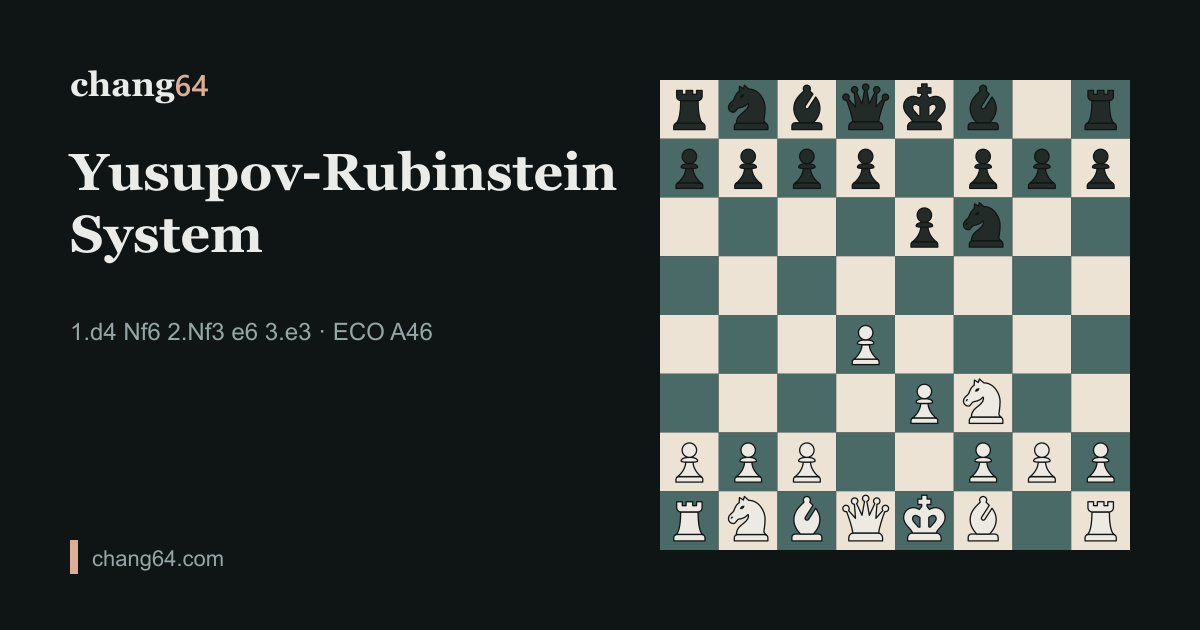 chang64
Yusupov-Rubinstein
System
1.d4 Nf6 2.Nf3 e6 3.e3 · ECO A46
chang64.com